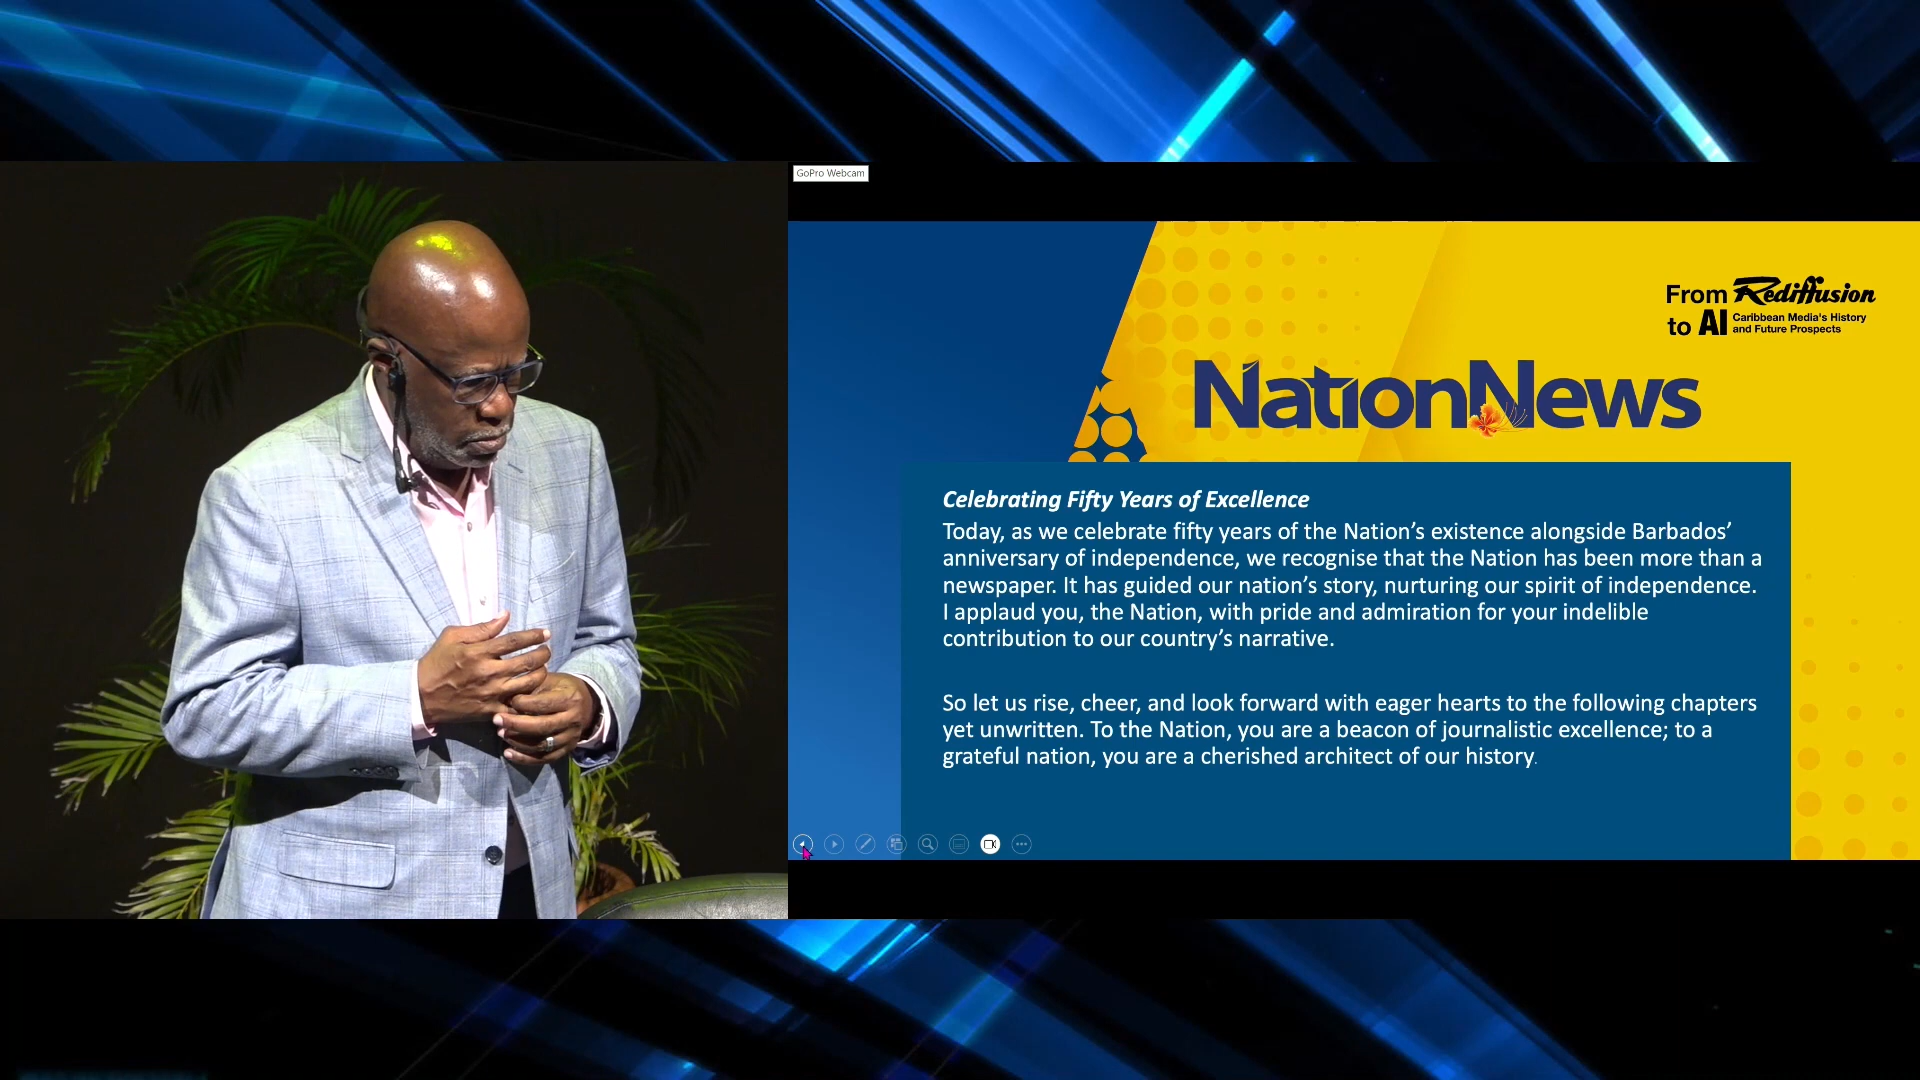 GoPro Webcam
From Rediffusion
to AI Caribbean Media's History
and Future Prospects
NationNews
Celebrating Fifty Years of Excellence
Today, as we celebrate fifty years of the Nation’s existence alongside Barbados’
anniversary of independence, we recognise that the Nation has been more than a
newspaper. It has guided our nation’s story, nurturing our spirit of independence.
I applaud you, the Nation, with pride and admiration for your indelible
contribution to our country’s narrative.
So let us rise, cheer, and look forward with eager hearts to the following chapters
yet unwritten. To the Nation, you are a beacon of journalistic excellence; to a
grateful nation, you are a cherished architect of our history.